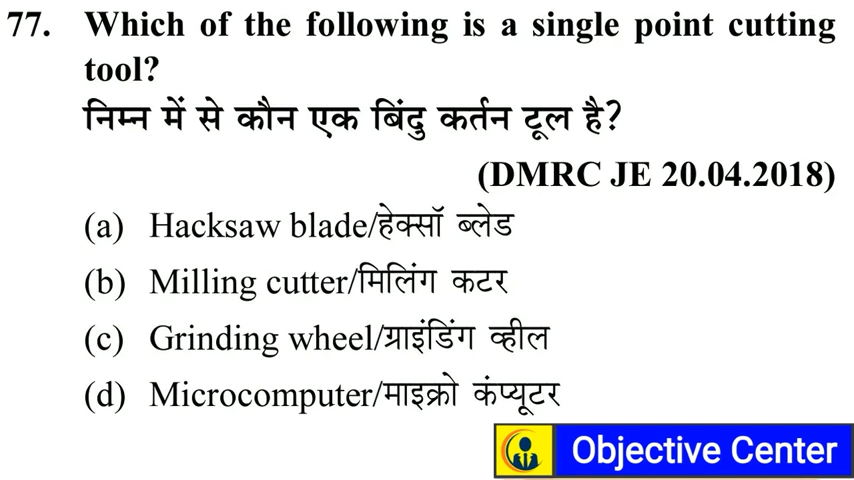 77. Which of the following is a single point cutting
tool?
निम्न में से कौन एक बिंदु कर्तन टूल है?
(DMRC JE 20.04.2018)
(a) Hacksaw blade/हेक्सॉ ब्लेड
(b) Milling cutter/मिलिंग कटर
(c) Grinding wheel/ग्राइंडिंग व्हील
(d) Microcomputer/माइक्रो कंप्यूटर
Objective Center